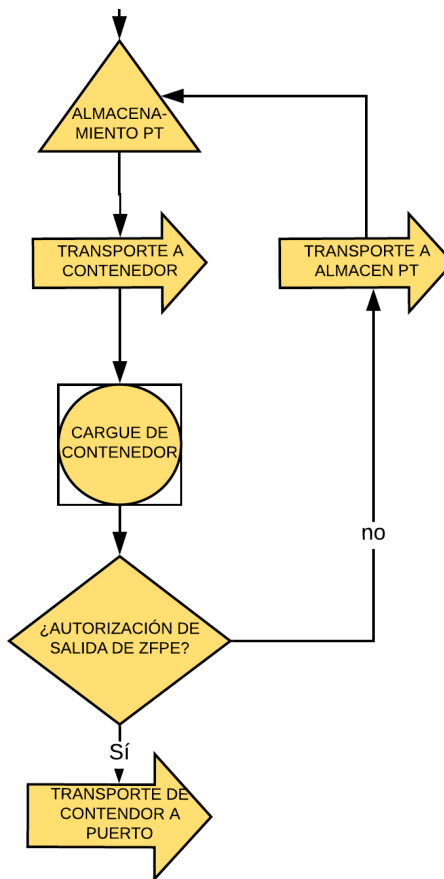 ALMACENA-
MIENTO PT
TRANSPORTE A
CONTENEDOR
TRANSPORTE A
ALMACEN PT
CARGUE DE
CONTENEDOR
no
¿AUTORIZACIÓN DE
SALIDA DE ZFPE?
Sí
TRANSPORTE DE
CONTENDOR A
PUERTO